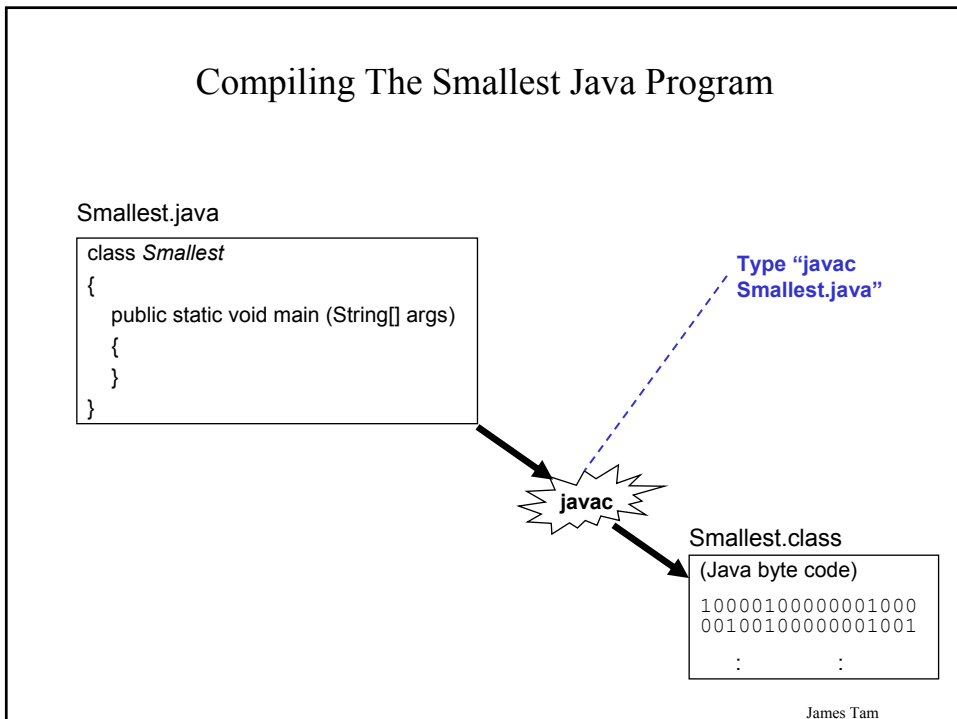 Compiling The Smallest Java Program
Smallest.java
class Smallest
{
public static void main (String[] args)
{
}
}
Type “javac
Smallest.java”
javac
Smallest.class
(Java byte code)
10000100000001000
00100100000001001
: :
James Tam